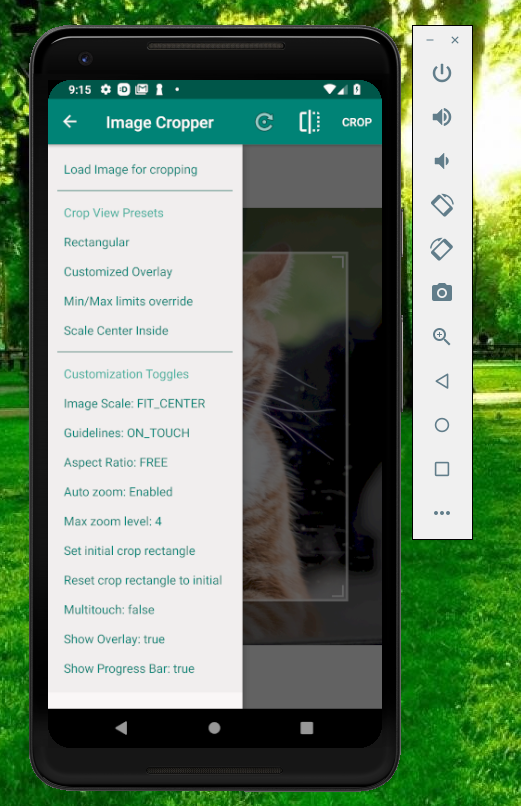 9:15
Image Cropper
CROP
Load Image for cropping
Crop View Presets
Rectangular
Customized Overlay
Min/Max limits override
Scale Center Inside
Customization Toggles
Image Scale: FIT_CENTER
Guidelines: ON_TOUCH
Aspect Ratio: FREE
Auto zoom: Enabled
Max zoom level: 4
Set initial crop rectangle
Reset crop rectangle to initial
Multitouch: false
Show Overlay: true
Show Progress Bar: true